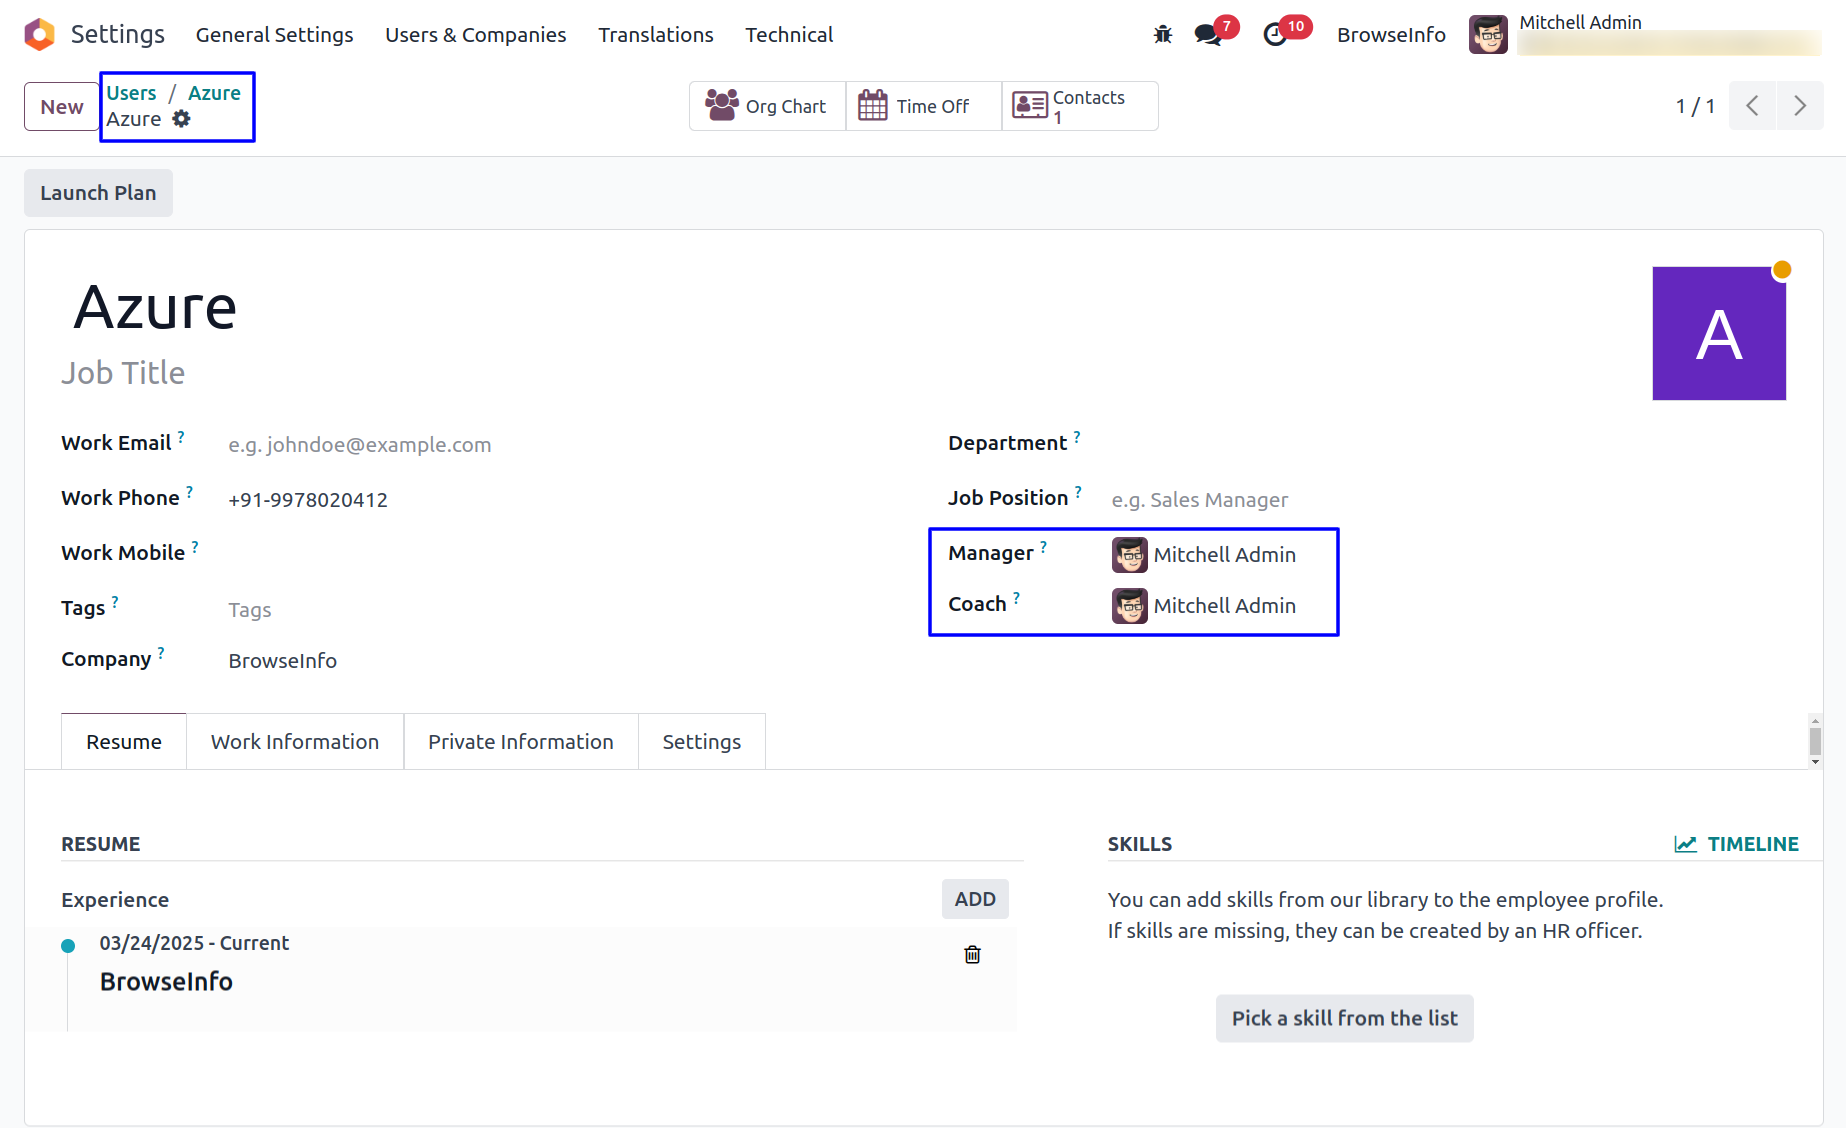 Settings General Settings Users & Companies Translations Technical 7 10 BrowseInfo Mitchell Admin
New Users / Azure
Azure
Org Chart Time Off Contacts 1
1 / 1
Launch Plan
Azure
A
Job Title
Work Email ? e.g. johndoe@example.com
Work Phone ? +91-9978020412
Work Mobile ?
Tags ? Tags
Company ? BrowseInfo
Department ?
Job Position ? e.g. Sales Manager
Manager ? Mitchell Admin
Coach ? Mitchell Admin
Resume Work Information Private Information Settings
RESUME
Experience ADD
03/24/2025 - Current
BrowseInfo
SKILLS TIMELINE
You can add skills from our library to the employee profile.
If skills are missing, they can be created by an HR officer.
Pick a skill from the list